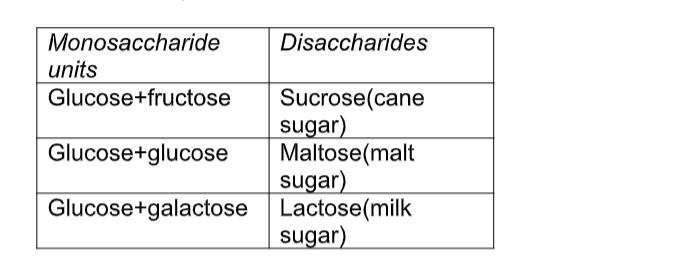 Monosaccharide units
Disaccharides
Glucose+fructose
Sucrose(cane sugar)
Glucose+glucose
Maltose(malt sugar)
Glucose+galactose
Lactose(milk sugar)